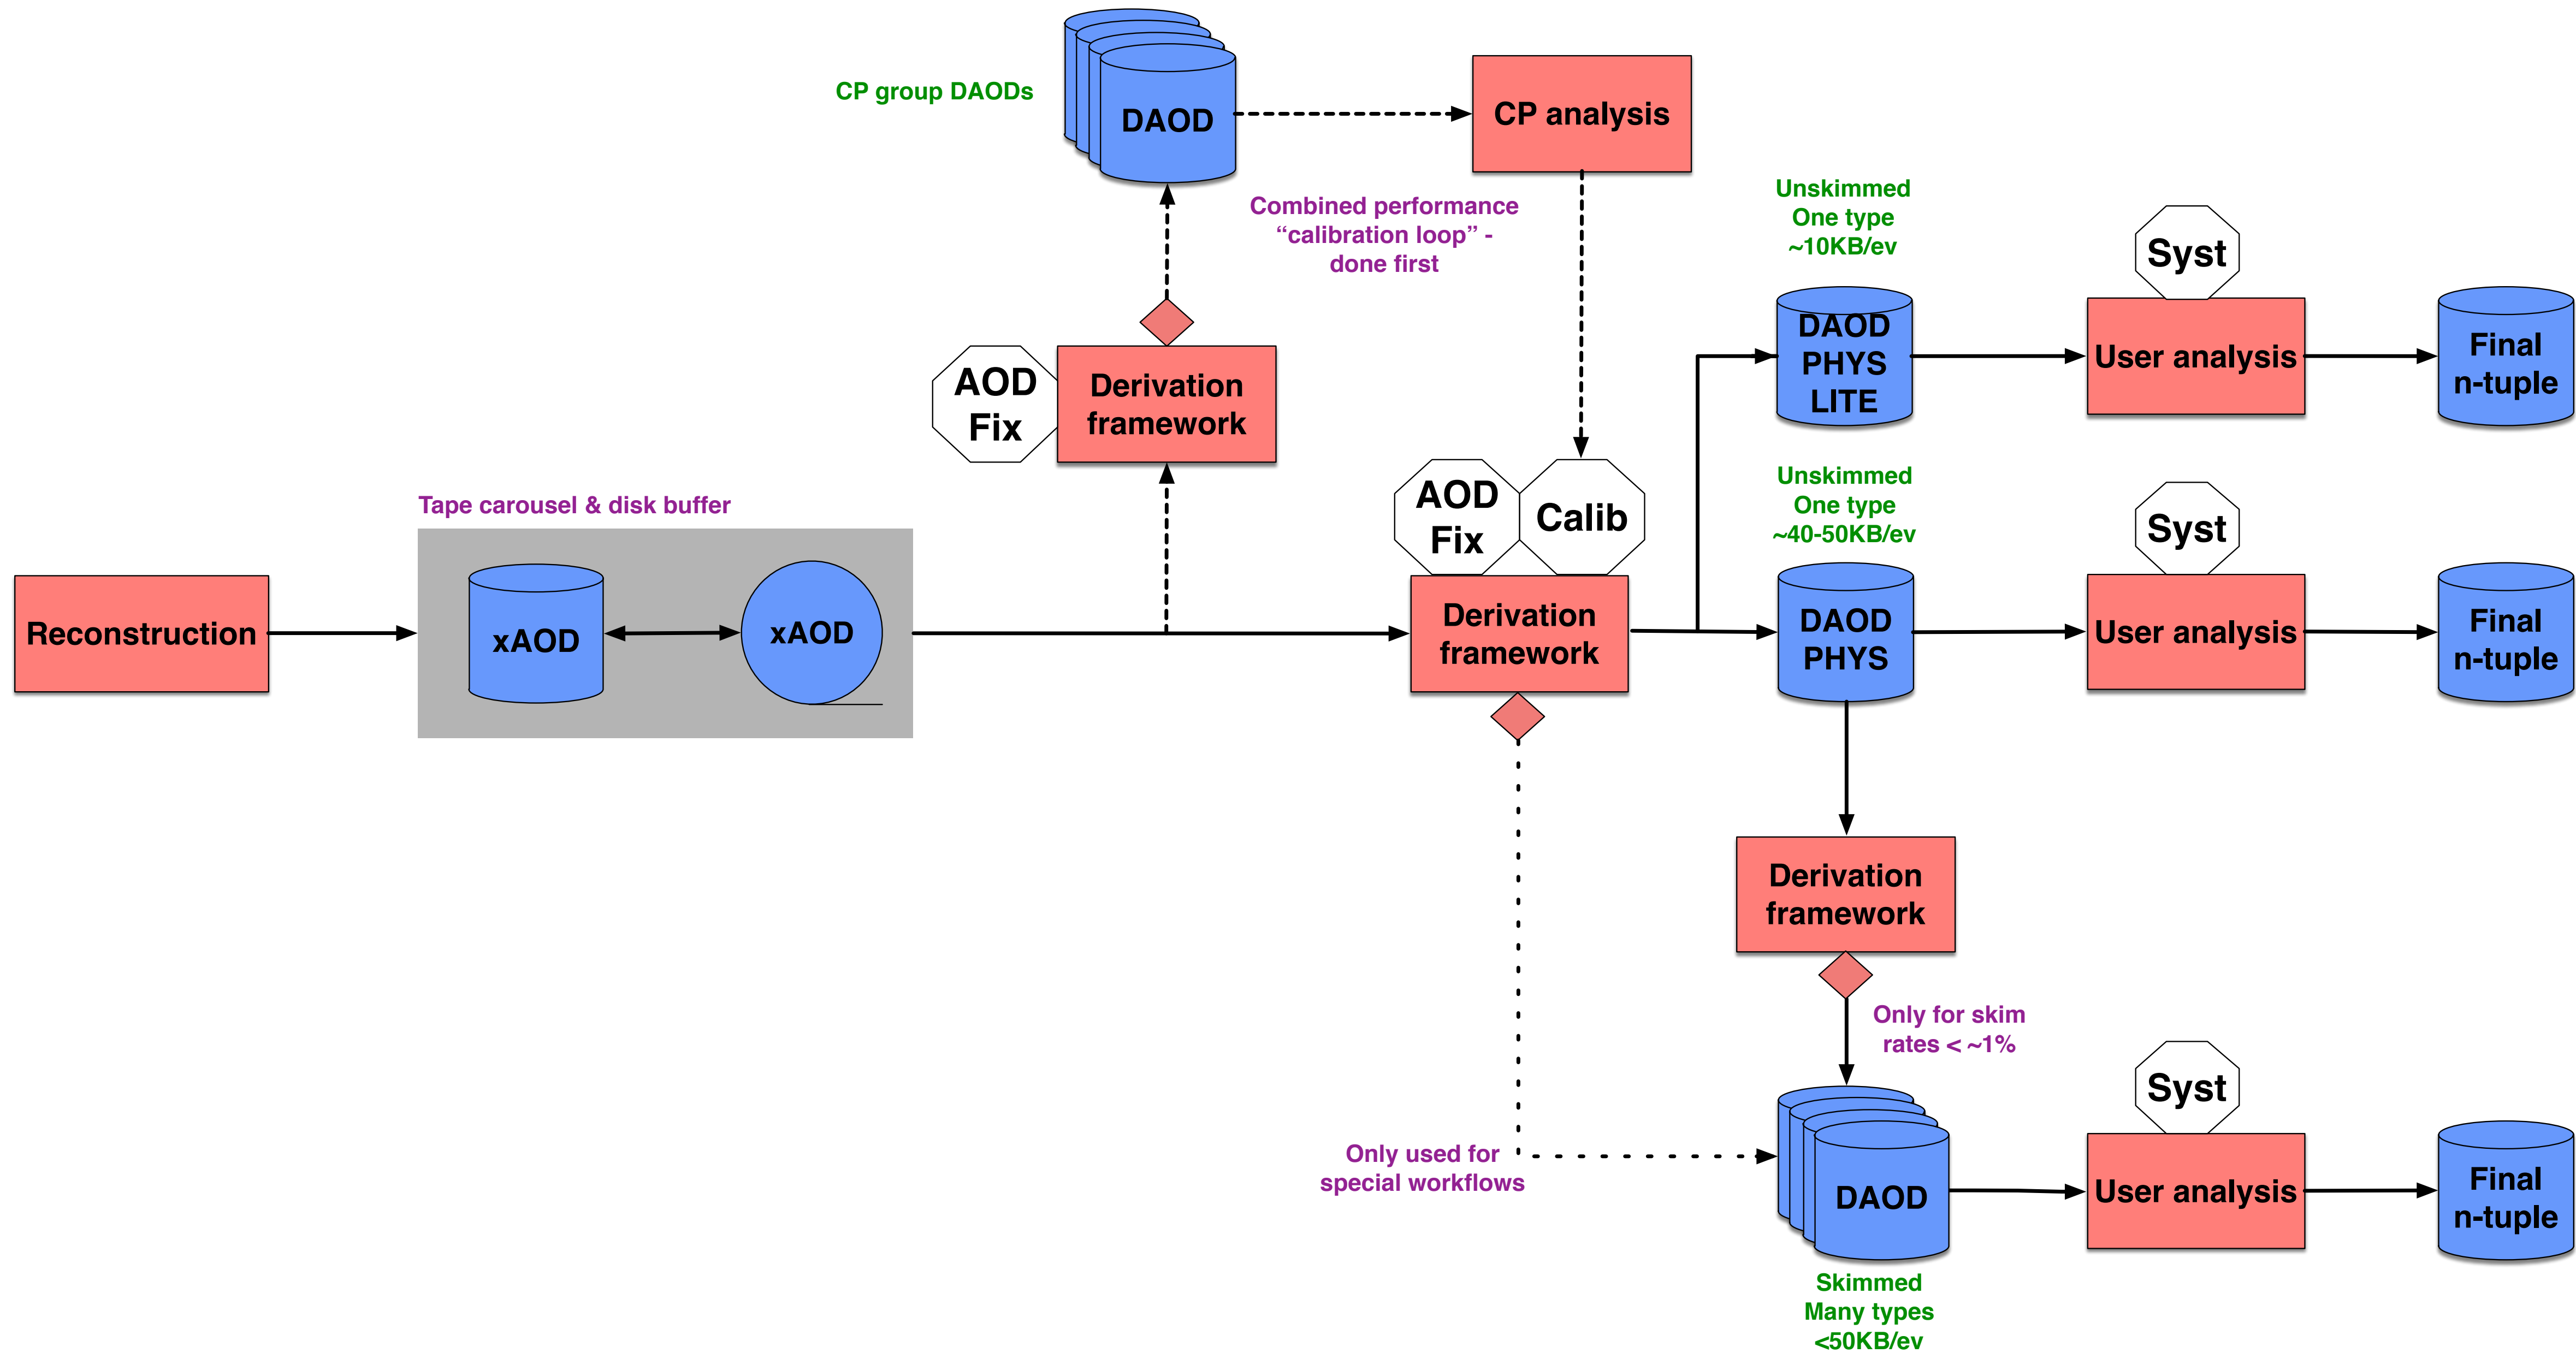 CP group DAODs
DAOD
CP analysis
Combined performance
“calibration loop” -
done first
Unskimmed
One type
~10KB/ev
Syst
DAOD
PHYS
LITE
User analysis
Final
n-tuple
AOD
Fix
Derivation
framework
Tape carousel & disk buffer
Reconstruction
xAOD
xAOD
AOD
Fix
Calib
Derivation
framework
Unskimmed
One type
~40-50KB/ev
Syst
DAOD
PHYS
User analysis
Final
n-tuple
Derivation
framework
Only for skim
rates < ~1%
Only used for
special workflows
DAOD
Syst
User analysis
Final
n-tuple
Skimmed
Many types
<50KB/ev